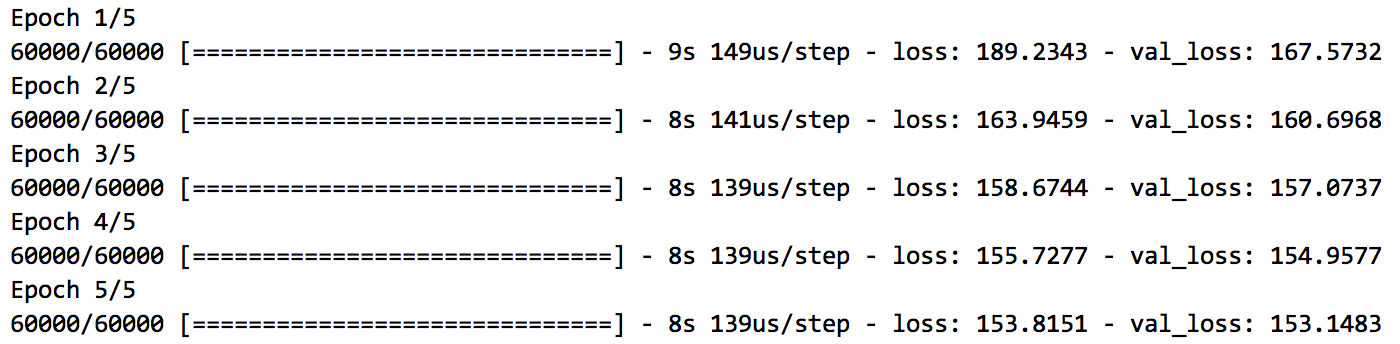 Epoch 1/5
60000/60000 [==============================] - 9s 149us/step - loss: 189.2343 - val_loss: 167.5732
Epoch 2/5
60000/60000 [==============================] - 8s 141us/step - loss: 163.9459 - val_loss: 160.6968
Epoch 3/5
60000/60000 [==============================] - 8s 139us/step - loss: 158.6744 - val_loss: 157.0737
Epoch 4/5
60000/60000 [==============================] - 8s 139us/step - loss: 155.7277 - val_loss: 154.9577
Epoch 5/5
60000/60000 [==============================] - 8s 139us/step - loss: 153.8151 - val_loss: 153.1483